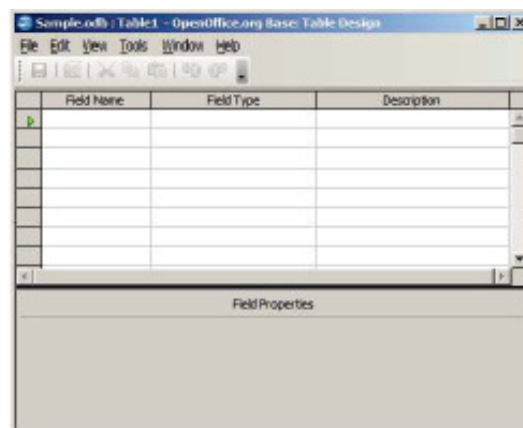 Sample.odb : Table1 - OpenOffice.org Base: Table Design
File Edit View Tools Window Help
Field Name Field Type Description
Field Properties